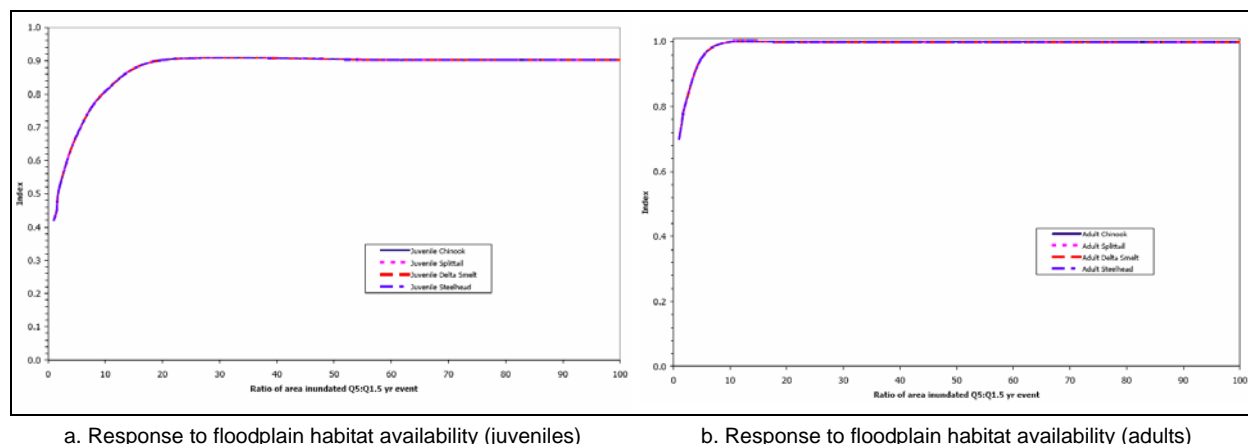 1.0
0.9
0.8
0.7
0.6
0.5
0.4
0.3
0.2
0.1
0.0
Index
0 10 20 30 40 50 60 70 80 90 100
Ratio of area inundated Q5:Q1.5 yr event
Juvenile Chinook
Juvenile Splittail
Juvenile Delta Smelt
Juvenile Steelhead
1.0
0.8
0.6
0.4
0.2
0.0
Index
0 10 20 30 40 50 60 70 80 90 100
Ratio of area inundated Q5:Q1.5 yr event
Adult Chinook
Adult Splittail
Adult Delta Smelt
Adult Steelhead
a. Response to floodplain habitat availability (juveniles)
b. Response to floodplain habitat availability (adults)